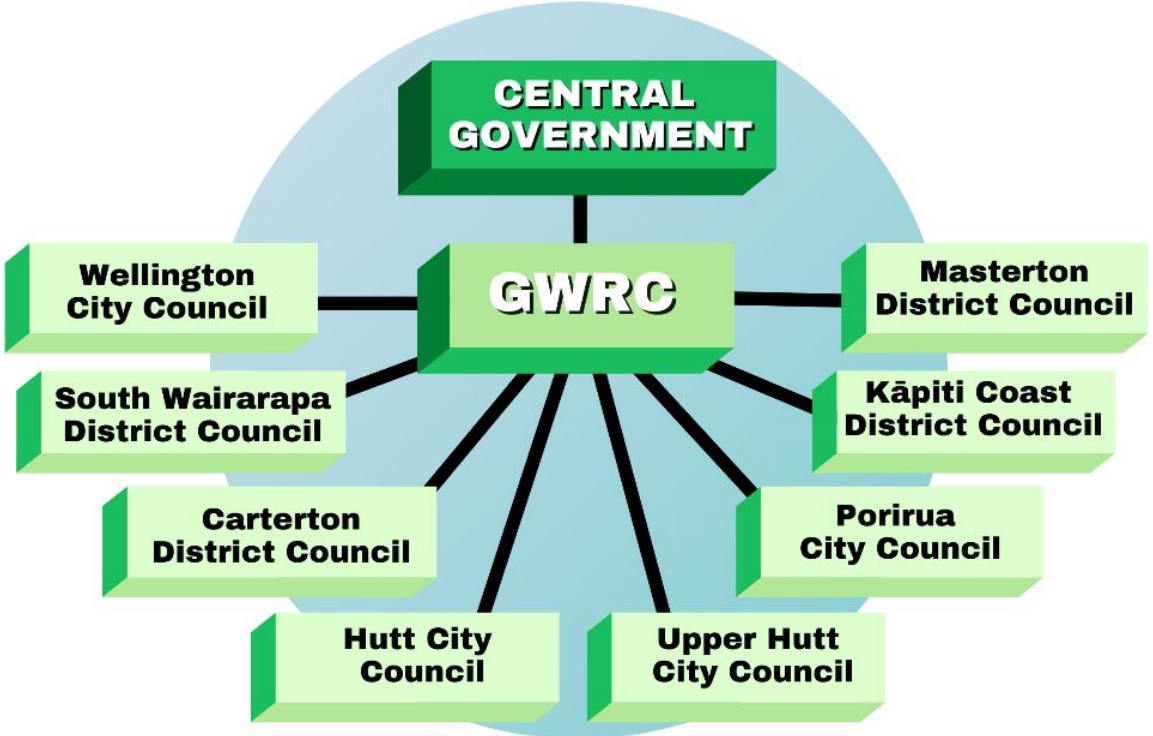 CENTRAL
GOVERNMENT
GWRC
Wellington
City Council
Masterton
District Council
South Wairarapa
District Council
Kāpiti Coast
District Council
Carterton
District Council
Porirua
City Council
Hutt City
Council
Upper Hutt
City Council